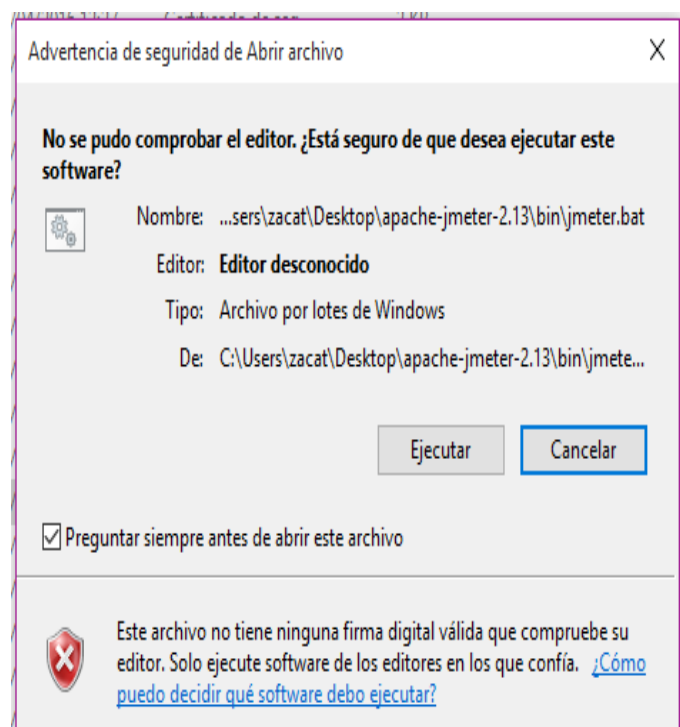 Advertencia de seguridad de Abrir archivo
No se pudo comprobar el editor. ¿Está seguro de que desea ejecutar este
software?
Nombre: ...sers\zacat\Desktop\apache-jmeter-2.13\bin\jmeter.bat
Editor: Editor desconocido
Tipo: Archivo por lotes de Windows
De: C:\Users\zacat\Desktop\apache-jmeter-2.13\bin\jmete...
Ejecutar Cancelar
Preguntar siempre antes de abrir este archivo
Este archivo no tiene ninguna firma digital válida que compruebe su
editor. Solo ejecute software de los editores en los que confía. ¿Cómo
puedo decidir qué software debo ejecutar?